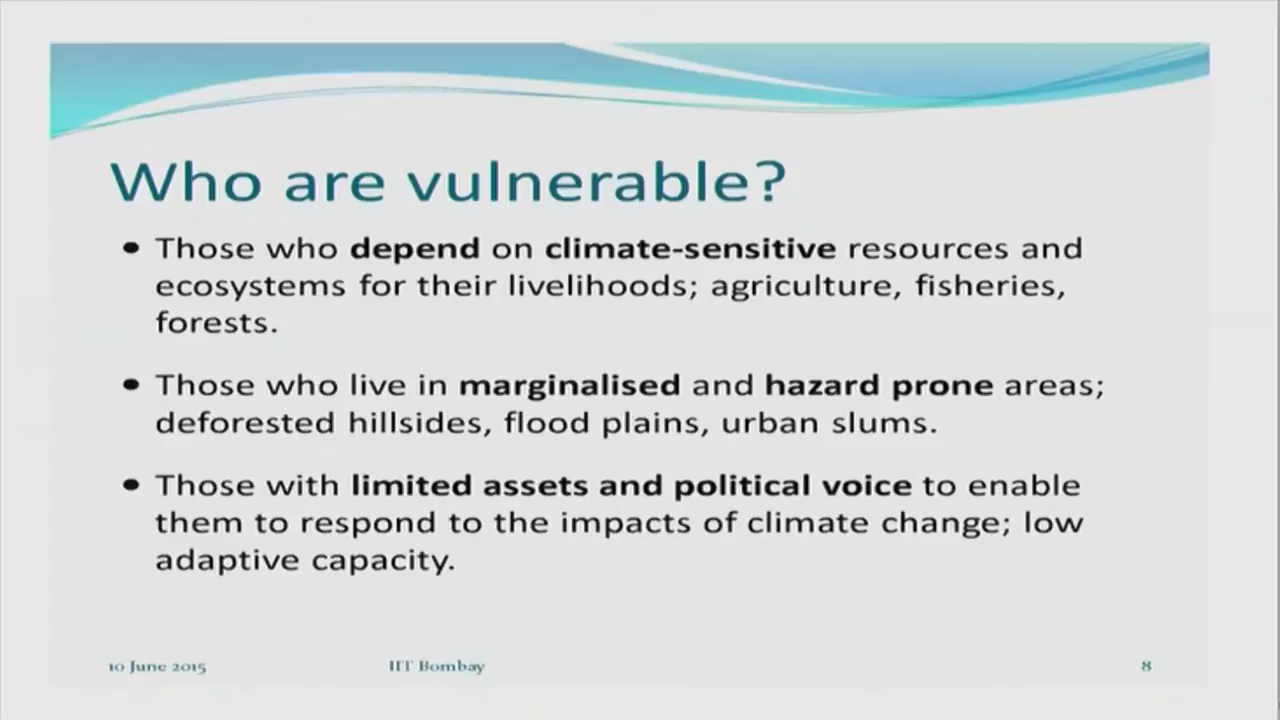 Who are vulnerable?
• Those who depend on climate-sensitive resources and
ecosystems for their livelihoods; agriculture, fisheries,
forests.
• Those who live in marginalised and hazard prone areas;
deforested hillsides, flood plains, urban slums.
• Those with limited assets and political voice to enable
them to respond to the impacts of climate change; low
adaptive capacity.
10 June 2015 IIT Bombay 8